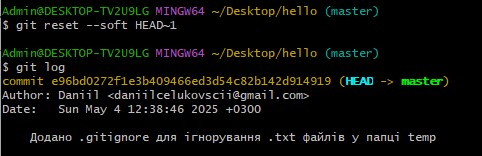 Admin@DESKTOP-TV2U9LG MINGW64 ~/Desktop/hello (master)
$ git reset --soft HEAD~1
Admin@DESKTOP-TV2U9LG MINGW64 ~/Desktop/hello (master)
$ git log
commit e96bd0272f1e3b409466ed3d54c82b142d914919 (HEAD -> master)
Author: Daniil <daniilcelukovscii@gmail.com>
Date:   Sun May 4 12:38:46 2025 +0300
Додано .gitignore для ігнорування .txt файлів у папці temp